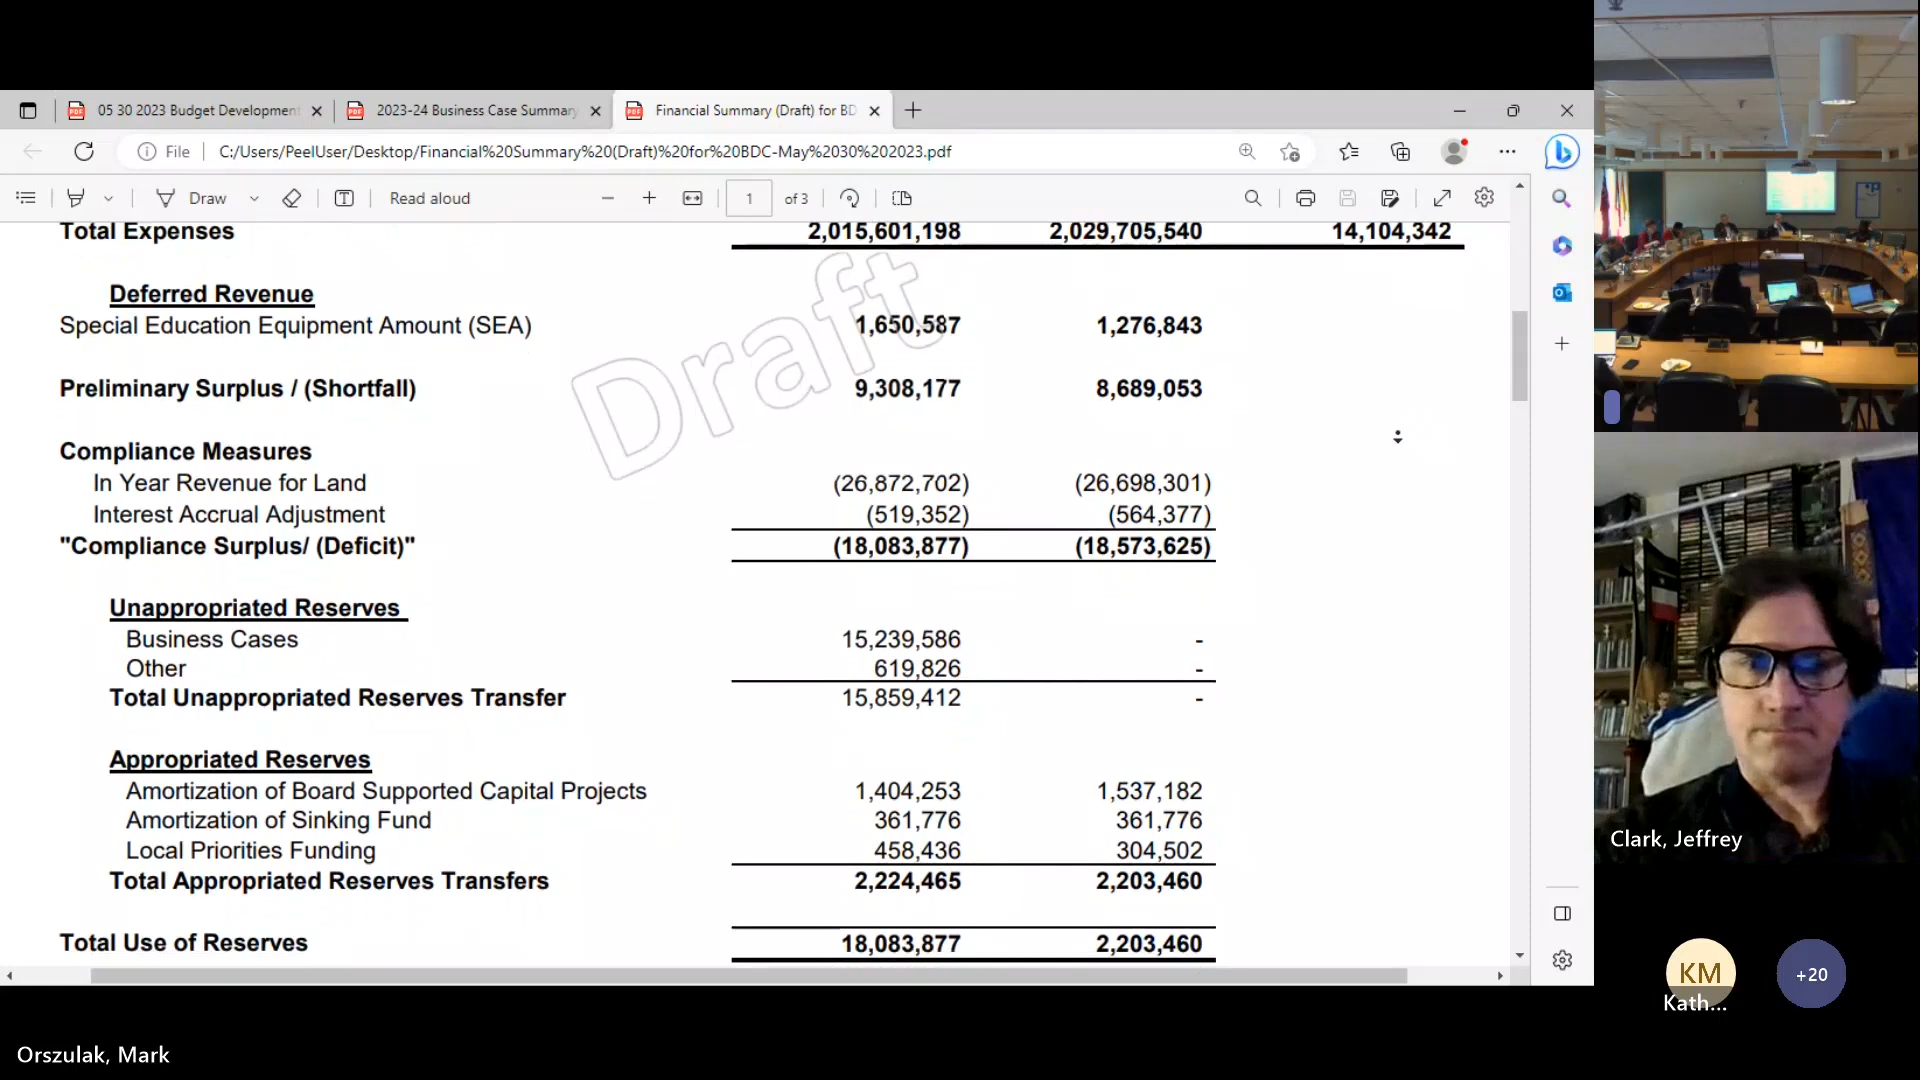 05 30 2023 Budget Development
2023-24 Business Case Summary
Financial Summary (Draft) for BD
File
C:/Users/PeelUser/Desktop/Financial%20Summary%20(Draft)%20for%20BDC-May%2030%202023.pdf
Draw
Read aloud
1 of 3
Total Expenses 2,015,601,198 2,029,705,540 14,104,342
Draft
Deferred Revenue
Special Education Equipment Amount (SEA) 1,650,587 1,276,843
Preliminary Surplus / (Shortfall) 9,308,177 8,689,053
Compliance Measures
In Year Revenue for Land (26,872,702) (26,698,301)
Interest Accrual Adjustment (519,352) (564,377)
"Compliance Surplus/ (Deficit)" (18,083,877) (18,573,625)
Unappropriated Reserves
Business Cases 15,239,586 -
Other 619,826 -
Total Unappropriated Reserves Transfer 15,859,412 -
Appropriated Reserves
Amortization of Board Supported Capital Projects 1,404,253 1,537,182
Amortization of Sinking Fund 361,776 361,776
Local Priorities Funding 458,436 304,502
Total Appropriated Reserves Transfers 2,224,465 2,203,460
Total Use of Reserves 18,083,877 2,203,460
Clark, Jeffrey
KM
Kath...
+20
Orszulak, Mark